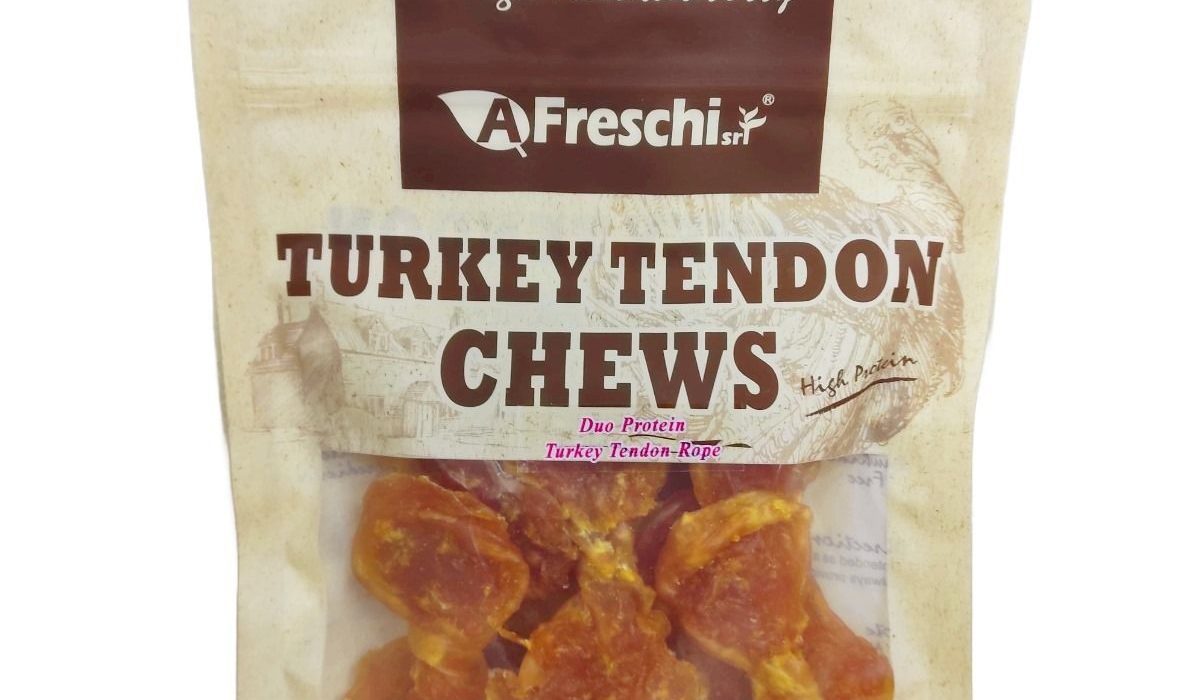 AFreschi srl ®
TURKEY TENDON
CHEWS
High Protein
Duo Protein
Turkey Tendon Rope